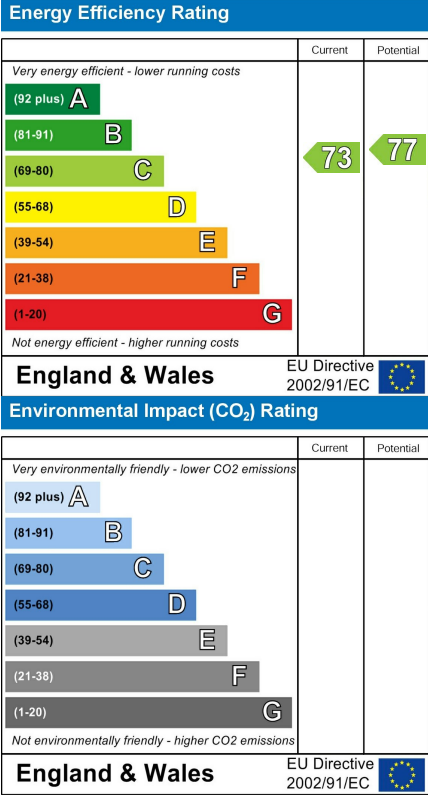 Energy Efficiency Rating
Current Potential
Very energy efficient - lower running costs
(92 plus) A
(81-91) B
(69-80) C
73 77
(55-68) D
(39-54) E
(21-38) F
(1-20) G
Not energy efficient - higher running costs
England & Wales
EU Directive
2002/91/EC
Environmental Impact (CO₂) Rating
Current Potential
Very environmentally friendly - lower CO2 emissions
(92 plus) A
(81-91) B
(69-80) C
(55-68) D
(39-54) E
(21-38) F
(1-20) G
Not environmentally friendly - higher CO2 emissions
England & Wales
EU Directive
2002/91/EC